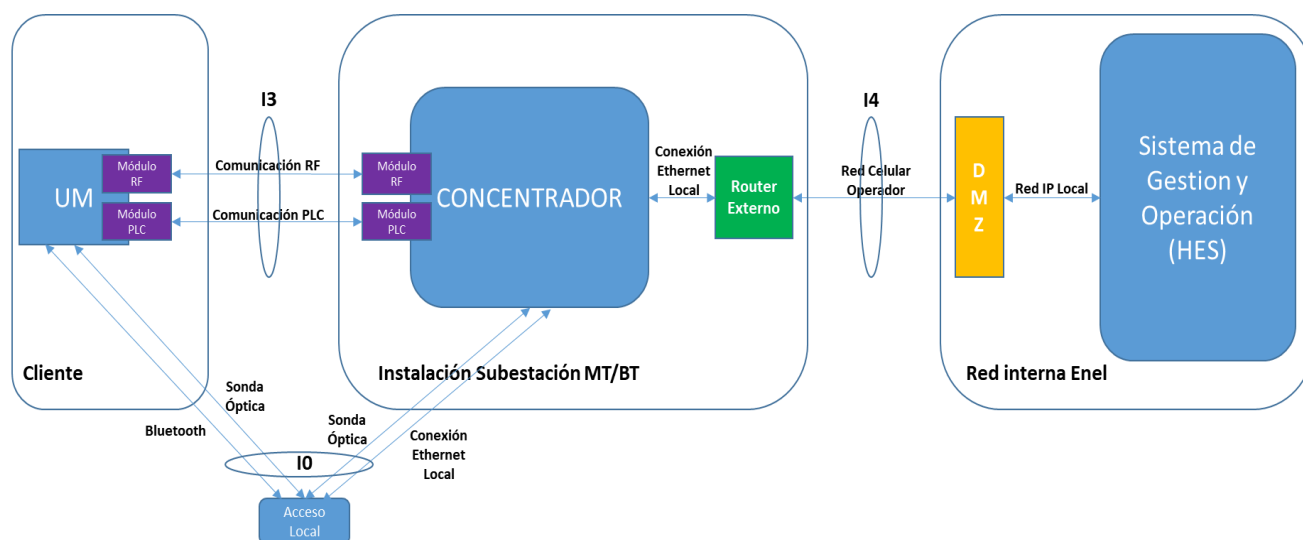 I3
I4
UM
Módulo
RF
Módulo
PLC
Comunicación RF
Comunicación PLC
Módulo
RF
Módulo
PLC
CONCENTRADOR
Conexión
Ethernet
Local
Router
Externo
Red Celular
Operador
D
M
Z
Red IP Local
Sistema de
Gestion y
Operación
(HES)
Cliente
Instalación Subestación MT/BT
Red interna Enel
Sonda
Óptica
Bluetooth
Sonda
Óptica
Conexión
Ethernet
Local
I0
Acceso
Local